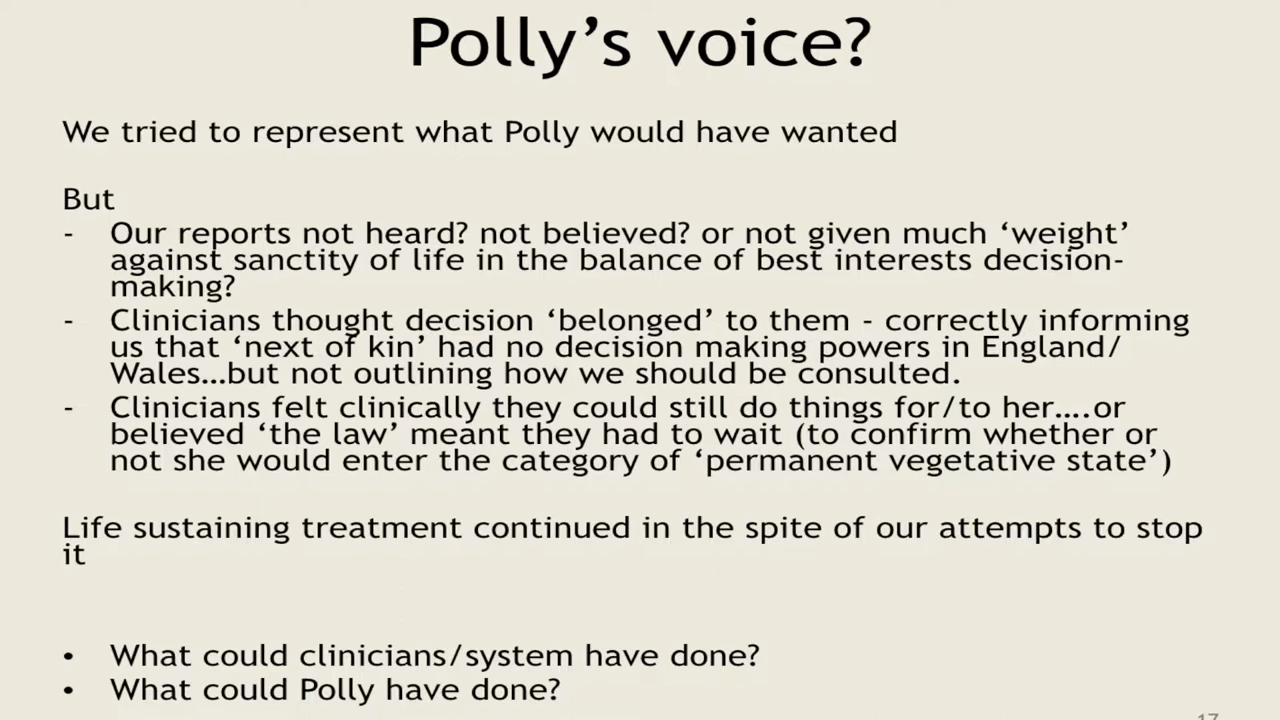 Polly’s voice?
We tried to represent what Polly would have wanted
But
- Our reports not heard? not believed? or not given much ‘weight’
against sanctity of life in the balance of best interests decision-
making?
- Clinicians thought decision ‘belonged’ to them - correctly informing
us that ‘next of kin’ had no decision making powers in England/
Wales…but not outlining how we should be consulted.
- Clinicians felt clinically they could still do things for/to her….or
believed ‘the law’ meant they had to wait (to confirm whether or
not she would enter the category of ‘permanent vegetative state’)
Life sustaining treatment continued in the spite of our attempts to stop
it
• What could clinicians/system have done?
• What could Polly have done?
17